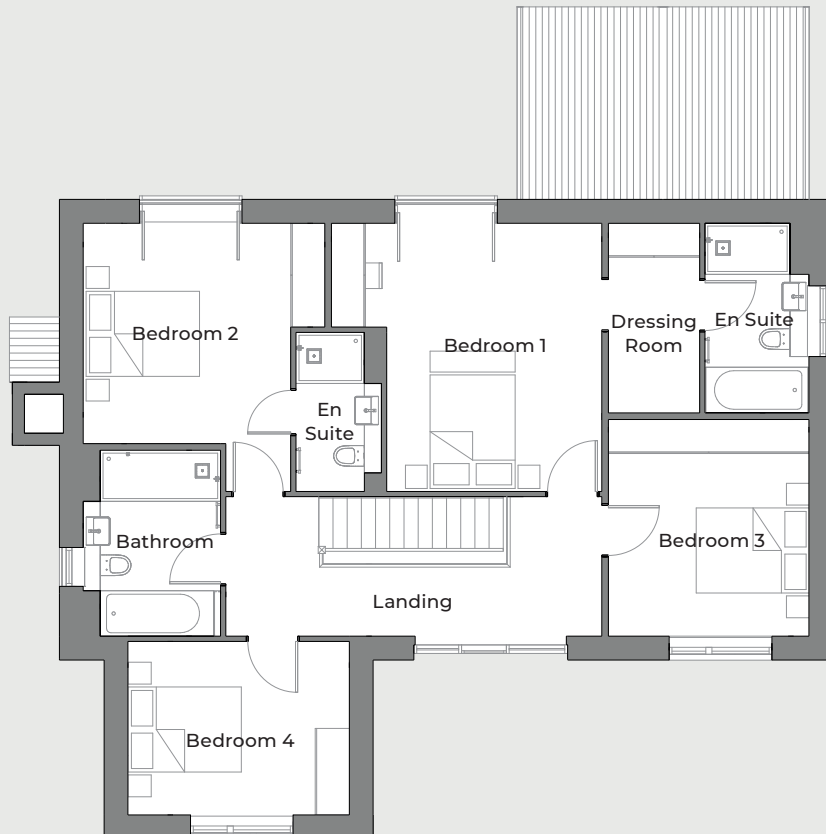 Bedroom 2
Bedroom 1
Dressing
Room
En Suite
En
Suite
Bathroom
Bedroom 3
Landing
Bedroom 4